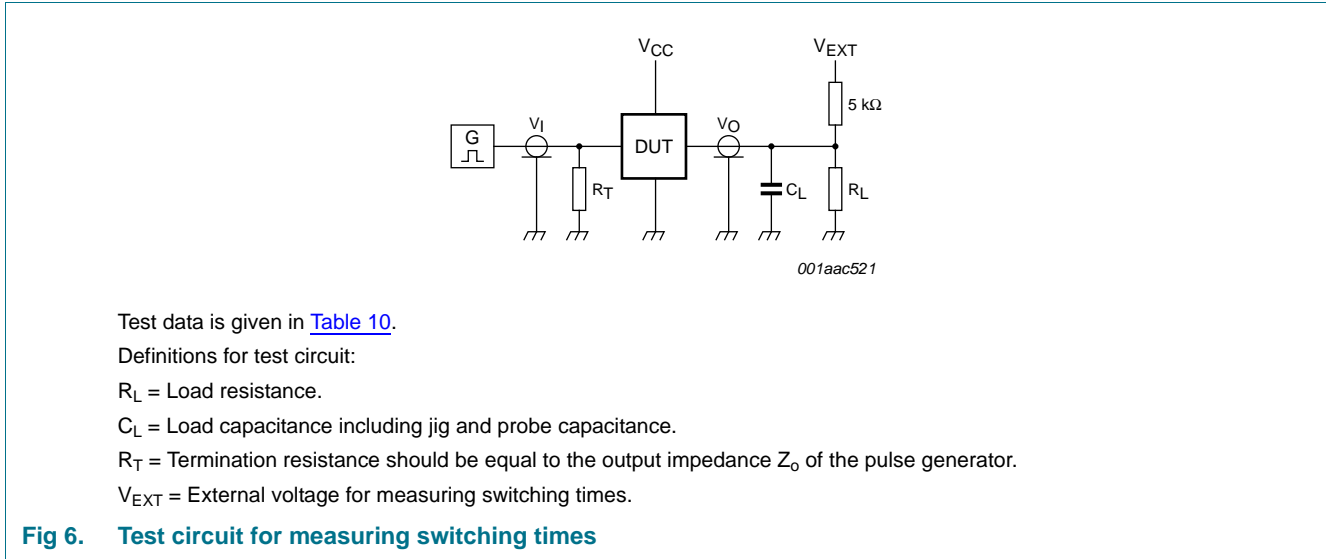 V_CC V_EXT
5 kΩ
G V_I DUT V_O
R_T C_L R_L
001aac521
Test data is given in Table 10.
Definitions for test circuit:
R_L = Load resistance.
C_L = Load capacitance including jig and probe capacitance.
R_T = Termination resistance should be equal to the output impedance Z_o of the pulse generator.
V_EXT = External voltage for measuring switching times.
Fig 6. Test circuit for measuring switching times